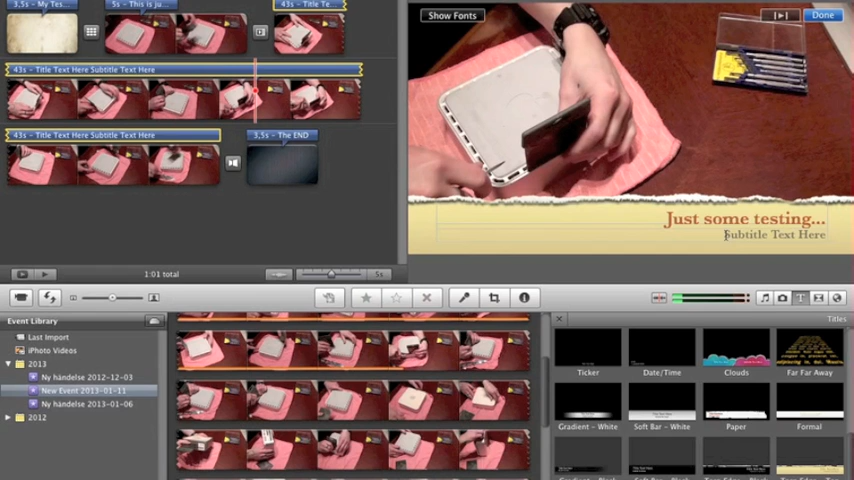 3,5s – My Tes...
5s – This is ju...
43s – Title Te...
43s – Title Text Here Subtitle Text Here
43s – Title Text Here Subtitle Text Here
3,5s – The END
Show Fonts
Done
Just some testing...
Subtitle Text Here
1:01 total
5s
Event Library
Last Import
iPhoto Videos
2013
Ny händelse 2012-12-03
New Event 2013-01-11
Ny händelse 2013-01-06
2012
Titles
Ticker
Date/Time
Clouds
Far Far Away
Gradient – White
Soft Bar – White
Paper
Formal